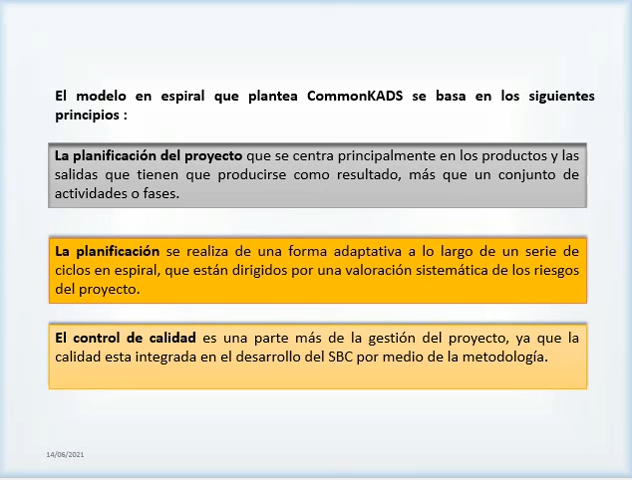 El modelo en espiral que plantea CommonKADS se basa en los siguientes
principios :
La planificación del proyecto que se centra principalmente en los productos y las
salidas que tienen que producirse como resultado, más que un conjunto de
actividades o fases.
La planificación se realiza de una forma adaptativa a lo largo de un serie de
ciclos en espiral, que están dirigidos por una valoración sistemática de los riesgos
del proyecto.
El control de calidad es una parte más de la gestión del proyecto, ya que la
calidad esta integrada en el desarrollo del SBC por medio de la metodología.
14/06/2021